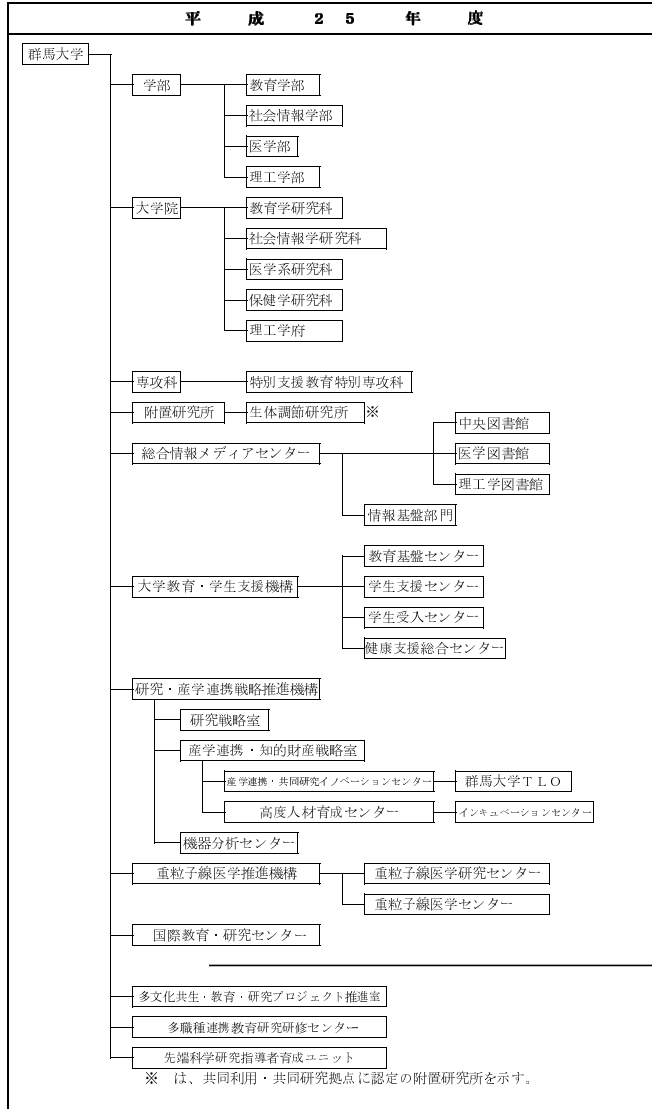 平成25年度
群馬大学
学部
教育学部
社会情報学部
医学部
理工学部
大学院
教育学研究科
社会情報学研究科
医学系研究科
保健学研究科
理工学府
専攻科
特別支援教育特別専攻科
附置研究所
生体調節研究所 ※
中央図書館
総合情報メディアセンター
医学図書館
理工学図書館
情報基盤部門
教育基盤センター
大学教育・学生支援機構
学生支援センター
学生受入センター
健康支援総合センター
研究・産学連携戦略推進機構
研究戦略室
産学連携・知的財産戦略室
産学連携・共同研究イノベーションセンター
群馬大学TLO
高度人材育成センター
インキュベーションセンター
機器分析センター
重粒子線医学推進機構
重粒子線医学研究センター
重粒子線医学センター
国際教育・研究センター
多文化共生・教育・研究プロジェクト推進室
多職種連携教育研究研修センター
先端科学研究指導者育成ユニット
※ は、共同利用・共同研究拠点に認定の附置研究所を示す。